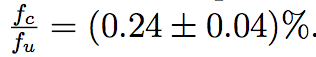 f_c/f_u = (0.24 ± 0.04)%.